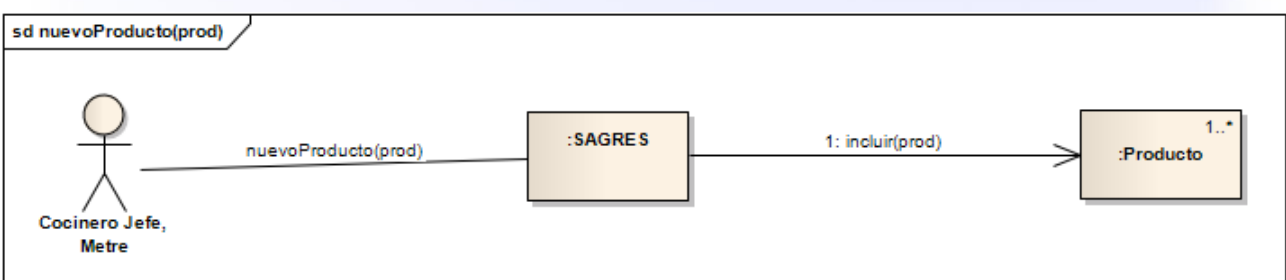 sd nuevoProducto(prod)
nuevoProducto(prod)
:SAGRES
1: incluir(prod)
1..*
:Producto
Cocinero Jefe,
Metre